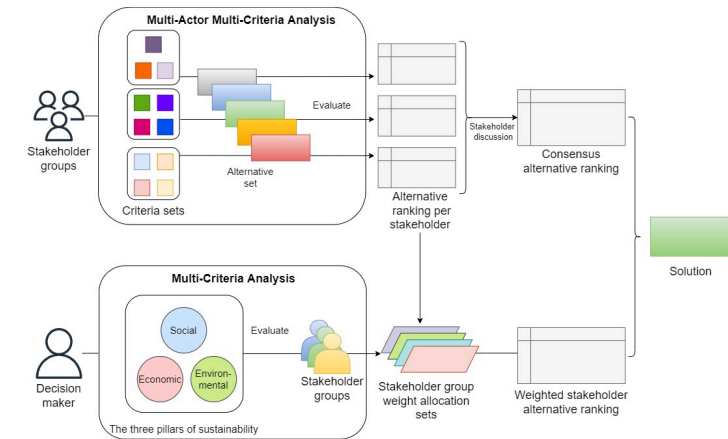 Multi-Actor Multi-Criteria Analysis
Stakeholder
groups
Criteria sets
Alternative
set
Evaluate
Alternative
ranking per
stakeholder
Stakeholder
discussion
Consensus
alternative ranking
Solution
Multi-Criteria Analysis
Decision
maker
Social
Economic
Environ-
mental
The three pillars of sustainability
Evaluate
Stakeholder
groups
Stakeholder group
weight allocation
sets
Weighted stakeholder
alternative ranking